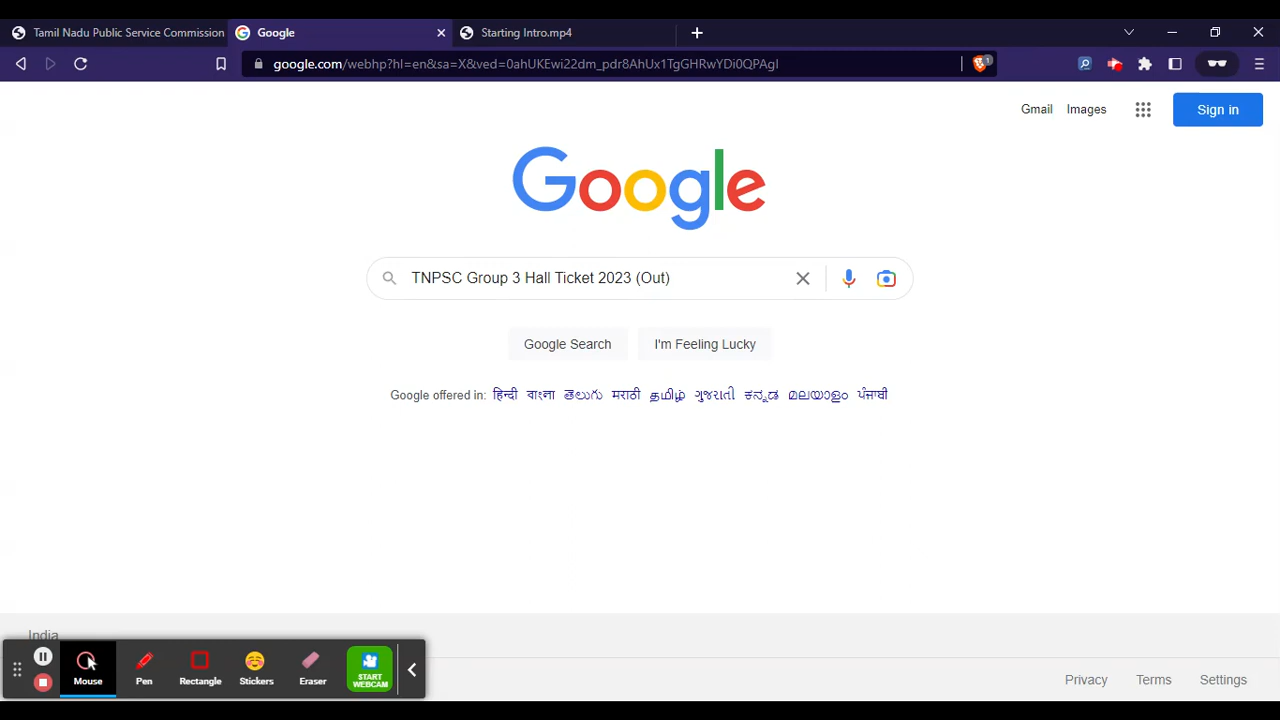 Tamil Nadu Public Service Commission
Google
Starting Intro.mp4
google.com/webhp?hl=en&sa=X&ved=0ahUKEwi22dm_pdr8AhUx1TgGHRwYDi0QPAgI
1
Gmail
Images
Sign in
Google
TNPSC Group 3 Hall Ticket 2023 (Out)
Google Search
I'm Feeling Lucky
Google offered in: हिन्दी বাংলা తెలుగు मराठी தமிழ் ગુજરાતી ಕನ್ನಡ മലയാളം ਪੰਜਾਬੀ
India
Mouse
Pen
Rectangle
Stickers
Eraser
START
WEBCAM
Privacy
Terms
Settings